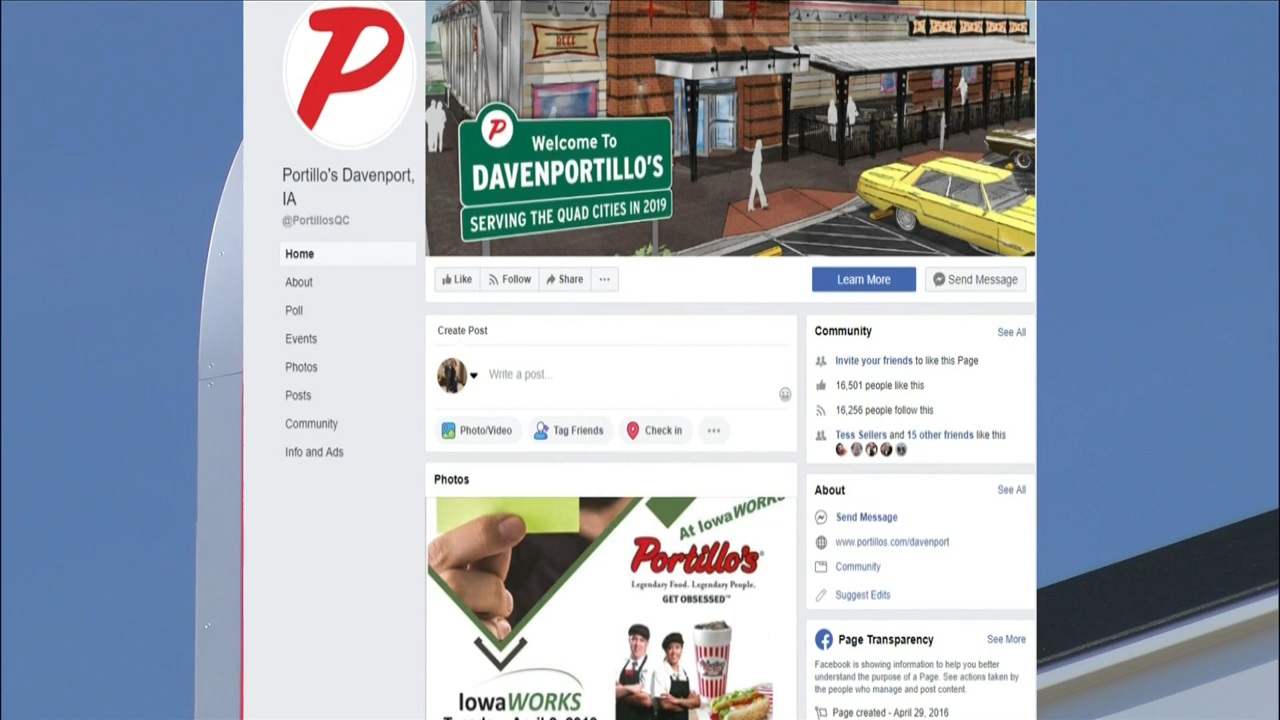 P
Portillo's Davenport,
IA
@PortillosQC
Home
About
Poll
Events
Photos
Posts
Community
Info and Ads
BEEF
P
Welcome To
DAVENPORTILLO'S
SERVING THE QUAD CITIES IN 2019
Like
Follow
Share
...
Learn More
Send Message
Create Post
Write a post...
Photo/Video
Tag Friends
Check in
...
Photos
At IowaWORKS
Portillo's®
Legendary Food. Legendary People.
GET OBSESSED™
IowaWORKS
Community
See All
Invite your friends to like this Page
16,501 people like this
16,256 people follow this
Tess Sellers and 15 other friends like this
About
See All
Send Message
www.portillos.com/davenport
Community
Suggest Edits
Page Transparency
See More
Facebook is showing information to help you better
understand the purpose of a Page. See actions taken by
the people who manage and post content.
Page created - April 29, 2016